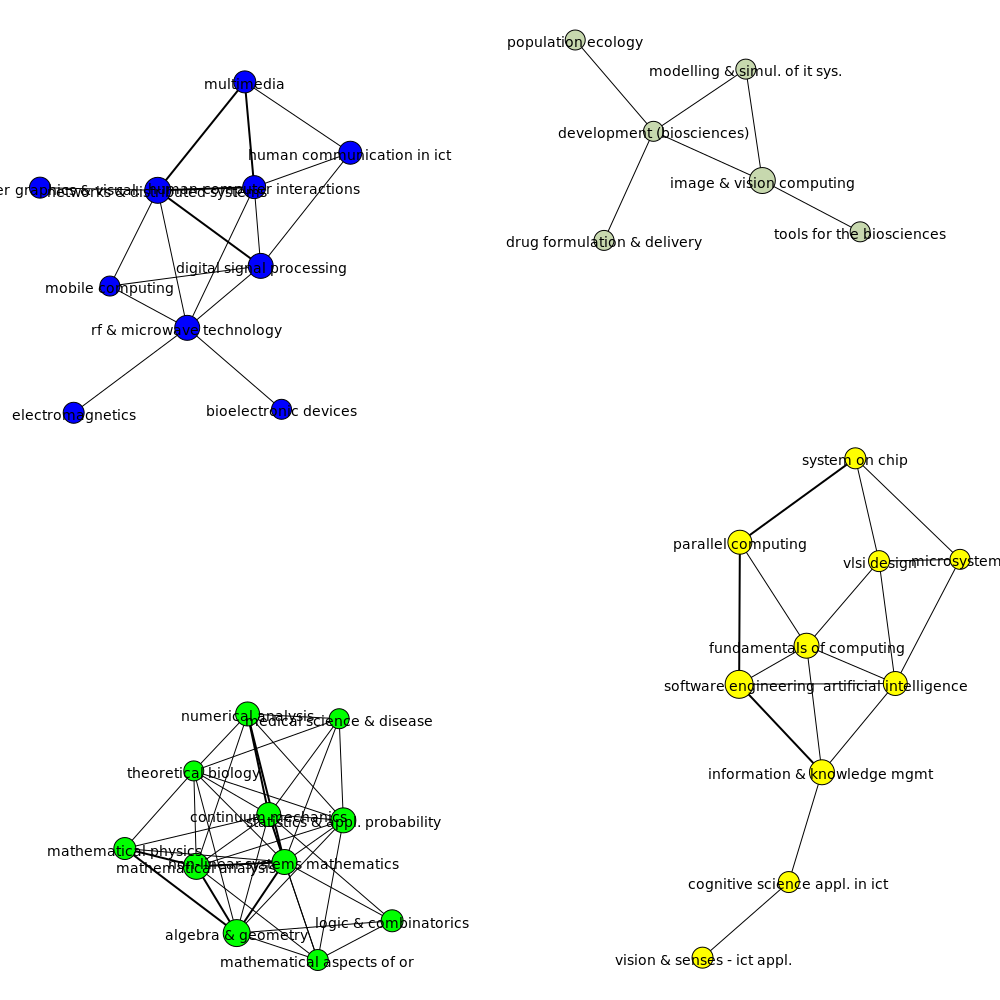 population ecology
modelling & simul. of it sys.
multimedia
development (biosciences)
human communication in ict
image & vision computing
er graphics & visual
networks & distributed systems
human computer interactions
tools for the biosciences
drug formulation & delivery
digital signal processing
mobile computing
rf & microwave technology
electromagnetics
bioelectronic devices
system on chip
parallel computing
vlsi design
microsystem
fundamentals of computing
software engineering
artificial intelligence
numerical analysis
medical science & disease
theoretical biology
information & knowledge mgmt
continuum mechanics
statistics & appl. probability
mathematical physics
mathematical analysis
non-linear systems mathematics
cognitive science appl. in ict
logic & combinatorics
algebra & geometry
mathematical aspects of or
vision & senses - ict appl.